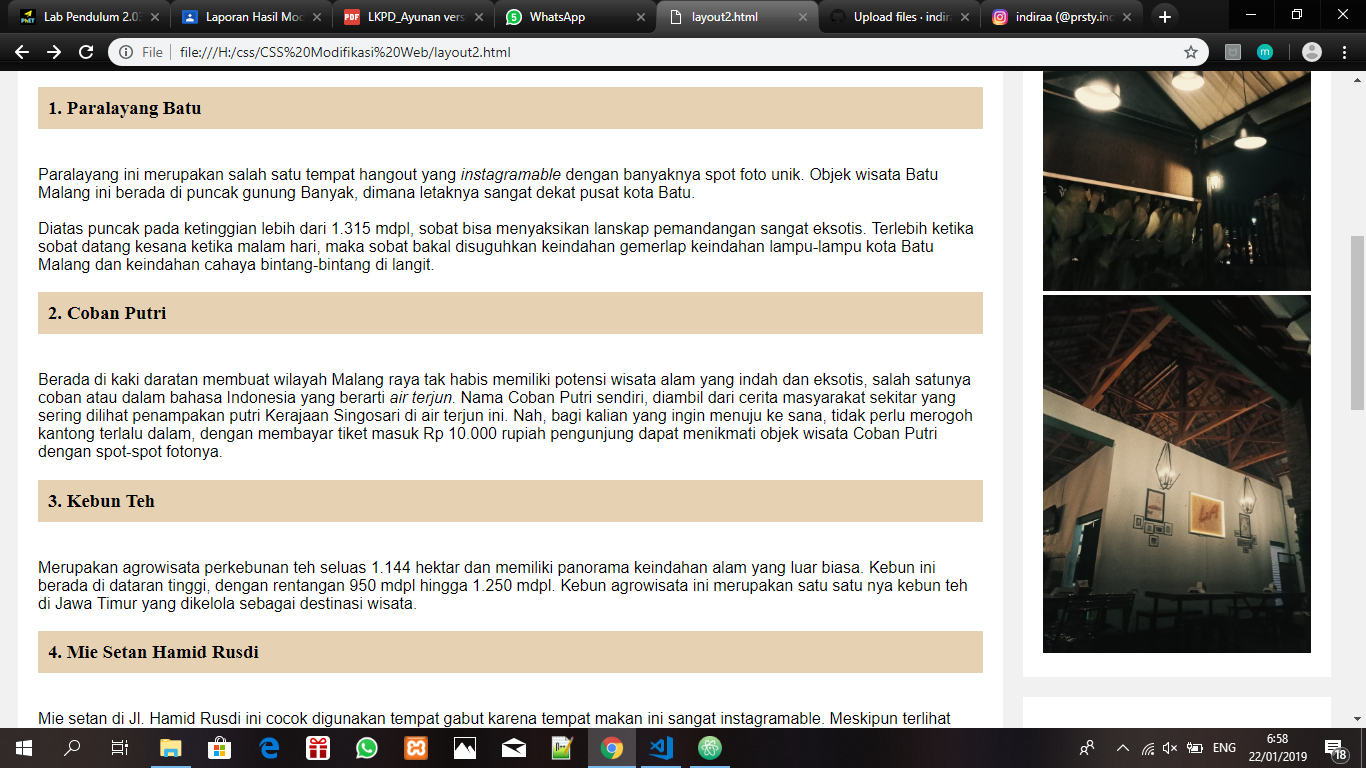 Lab Pendulum 2.03
Laporan Hasil Mod
LKPD_Ayunan vers
WhatsApp
layout2.html
Upload files · indira
indiraa (@prsty.ind
File
file:///H:/css/CSS%20Modifikasi%20Web/layout2.html
1. Paralayang Batu
Paralayang ini merupakan salah satu tempat hangout yang instagramable dengan banyaknya spot foto unik. Objek wisata Batu
Malang ini berada di puncak gunung Banyak, dimana letaknya sangat dekat pusat kota Batu.
Diatas puncak pada ketinggian lebih dari 1.315 mdpl, sobat bisa menyaksikan lanskap pemandangan sangat eksotis. Terlebih ketika
sobat datang kesana ketika malam hari, maka sobat bakal disuguhkan keindahan gemerlap keindahan lampu-lampu kota Batu
Malang dan keindahan cahaya bintang-bintang di langit.
2. Coban Putri
Berada di kaki daratan membuat wilayah Malang raya tak habis memiliki potensi wisata alam yang indah dan eksotis, salah satunya
coban atau dalam bahasa Indonesia yang berarti air terjun. Nama Coban Putri sendiri, diambil dari cerita masyarakat sekitar yang
sering dilihat penampakan putri Kerajaan Singosari di air terjun ini. Nah, bagi kalian yang ingin menuju ke sana, tidak perlu merogoh
kantong terlalu dalam, dengan membayar tiket masuk Rp 10.000 rupiah pengunjung dapat menikmati objek wisata Coban Putri
dengan spot-spot fotonya.
3. Kebun Teh
Merupakan agrowisata perkebunan teh seluas 1.144 hektar dan memiliki panorama keindahan alam yang luar biasa. Kebun ini
berada di dataran tinggi, dengan rentangan 950 mdpl hingga 1.250 mdpl. Kebun agrowisata ini merupakan satu satu nya kebun teh
di Jawa Timur yang dikelola sebagai destinasi wisata.
4. Mie Setan Hamid Rusdi
Mie setan di Jl. Hamid Rusdi ini cocok digunakan tempat gabut karena tempat makan ini sangat instagramable. Meskipun terlihat
ENG
6:58
22/01/2019
18